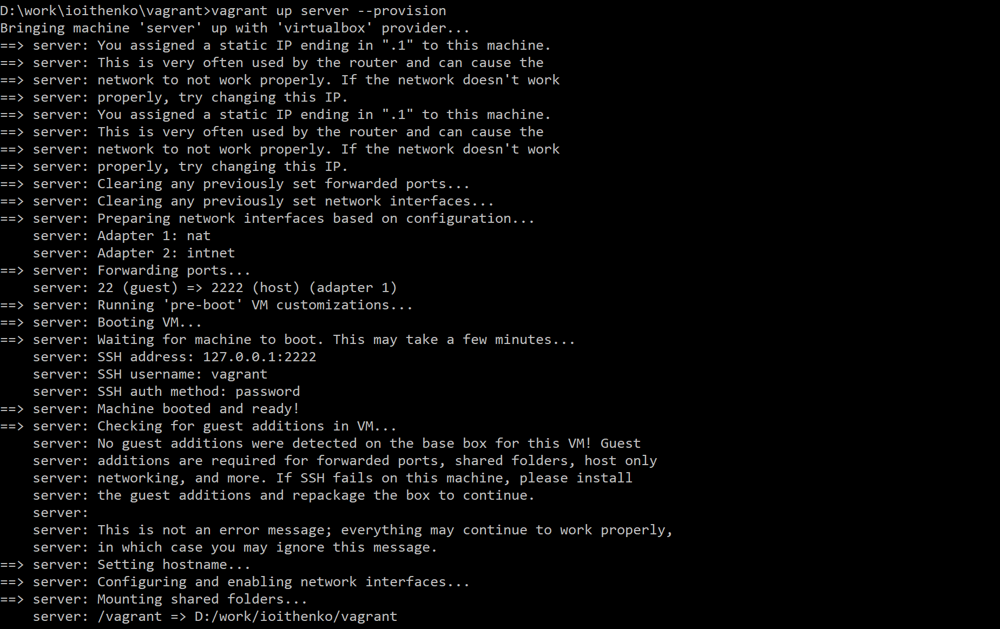 D:\work\ioithenko\vagrant>vagrant up server --provision
Bringing machine 'server' up with 'virtualbox' provider...
==> server: You assigned a static IP ending in ".1" to this machine.
==> server: This is very often used by the router and can cause the
==> server: network to not work properly. If the network doesn't work
==> server: properly, try changing this IP.
==> server: You assigned a static IP ending in ".1" to this machine.
==> server: This is very often used by the router and can cause the
==> server: network to not work properly. If the network doesn't work
==> server: properly, try changing this IP.
==> server: Clearing any previously set forwarded ports...
==> server: Clearing any previously set network interfaces...
==> server: Preparing network interfaces based on configuration...
    server: Adapter 1: nat
    server: Adapter 2: intnet
==> server: Forwarding ports...
    server: 22 (guest) => 2222 (host) (adapter 1)
==> server: Running 'pre-boot' VM customizations...
==> server: Booting VM...
==> server: Waiting for machine to boot. This may take a few minutes...
    server: SSH address: 127.0.0.1:2222
    server: SSH username: vagrant
    server: SSH auth method: password
==> server: Machine booted and ready!
==> server: Checking for guest additions in VM...
    server: No guest additions were detected on the base box for this VM! Guest
    server: additions are required for forwarded ports, shared folders, host only
    server: networking, and more. If SSH fails on this machine, please install
    server: the guest additions and repackage the box to continue.
    server:
    server: This is not an error message; everything may continue to work properly,
    server: in which case you may ignore this message.
==> server: Setting hostname...
==> server: Configuring and enabling network interfaces...
==> server: Mounting shared folders...
    server: /vagrant => D:/work/ioithenko/vagrant